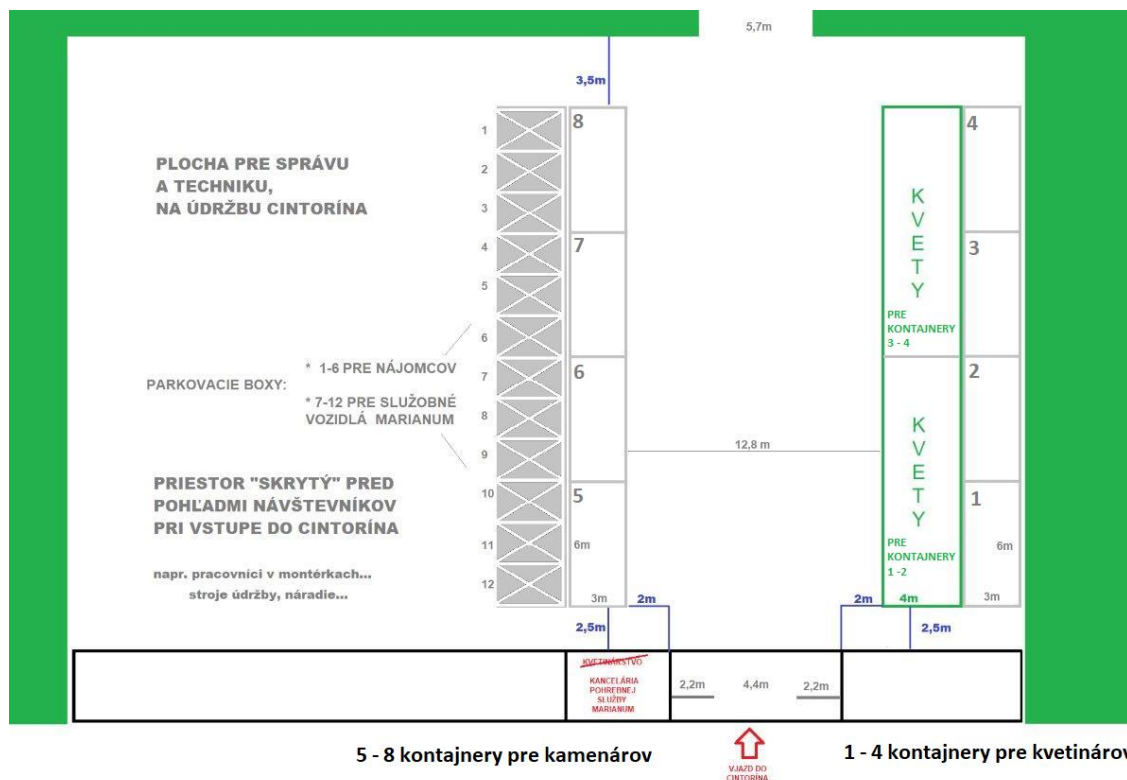 5,7m
3,5m
1
2
3
4
5
6
7
8
9
10
11
12
PLOCHA PRE SPRÁVU
A TECHNIKU,
NA ÚDRŽBU CINTORÍNA
PARKOVACIE BOXY:
* 1-6 PRE NÁJOMCOV
* 7-12 PRE SLUŽOBNÉ
VOZIDLÁ MARIANUM
PRIESTOR "SKRYTÝ" PRED
POHĽADMI NÁVŠTEVNÍKOV
PRI VSTUPE DO CINTORÍNA
napr. pracovníci v montérkach...
stroje údržby, náradie...
8
7
6
5
6m
3m
2m
2,5m
12,8 m
KVETY
PRE
KONTAJNERY
3 - 4
KVETY
PRE
KONTAJNERY
1 -2
4m
4
3
2
1
6m
3m
2m
2,5m
KVETINÁRSTVO
KANCELÁRIA
POHREBNEJ
SLUŽBY
MARIANUM
2,2m
4,4m
2,2m
5 - 8 kontajnery pre kamenárov
VJAZD DO
CINTORÍNA
1 - 4 kontajnery pre kvetinárov